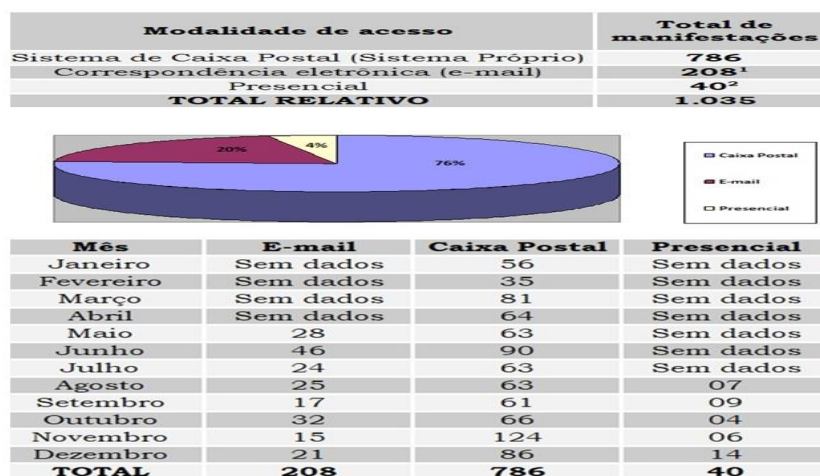 Modalidade de acesso Total de manifestações
Sistema de Caixa Postal (Sistema Próprio) 786
Correspondência eletrônica (e-mail) 208¹
Presencial 40²
TOTAL RELATIVO 1.035
20% 4% 76%
Caixa Postal
E-mail
Presencial
Mês E-mail Caixa Postal Presencial
Janeiro Sem dados 56 Sem dados
Fevereiro Sem dados 35 Sem dados
Março Sem dados 81 Sem dados
Abril Sem dados 64 Sem dados
Maio 28 63 Sem dados
Junho 46 90 Sem dados
Julho 24 63 Sem dados
Agosto 25 63 07
Setembro 17 61 09
Outubro 32 66 04
Novembro 15 124 06
Dezembro 21 86 14
TOTAL 208 786 40